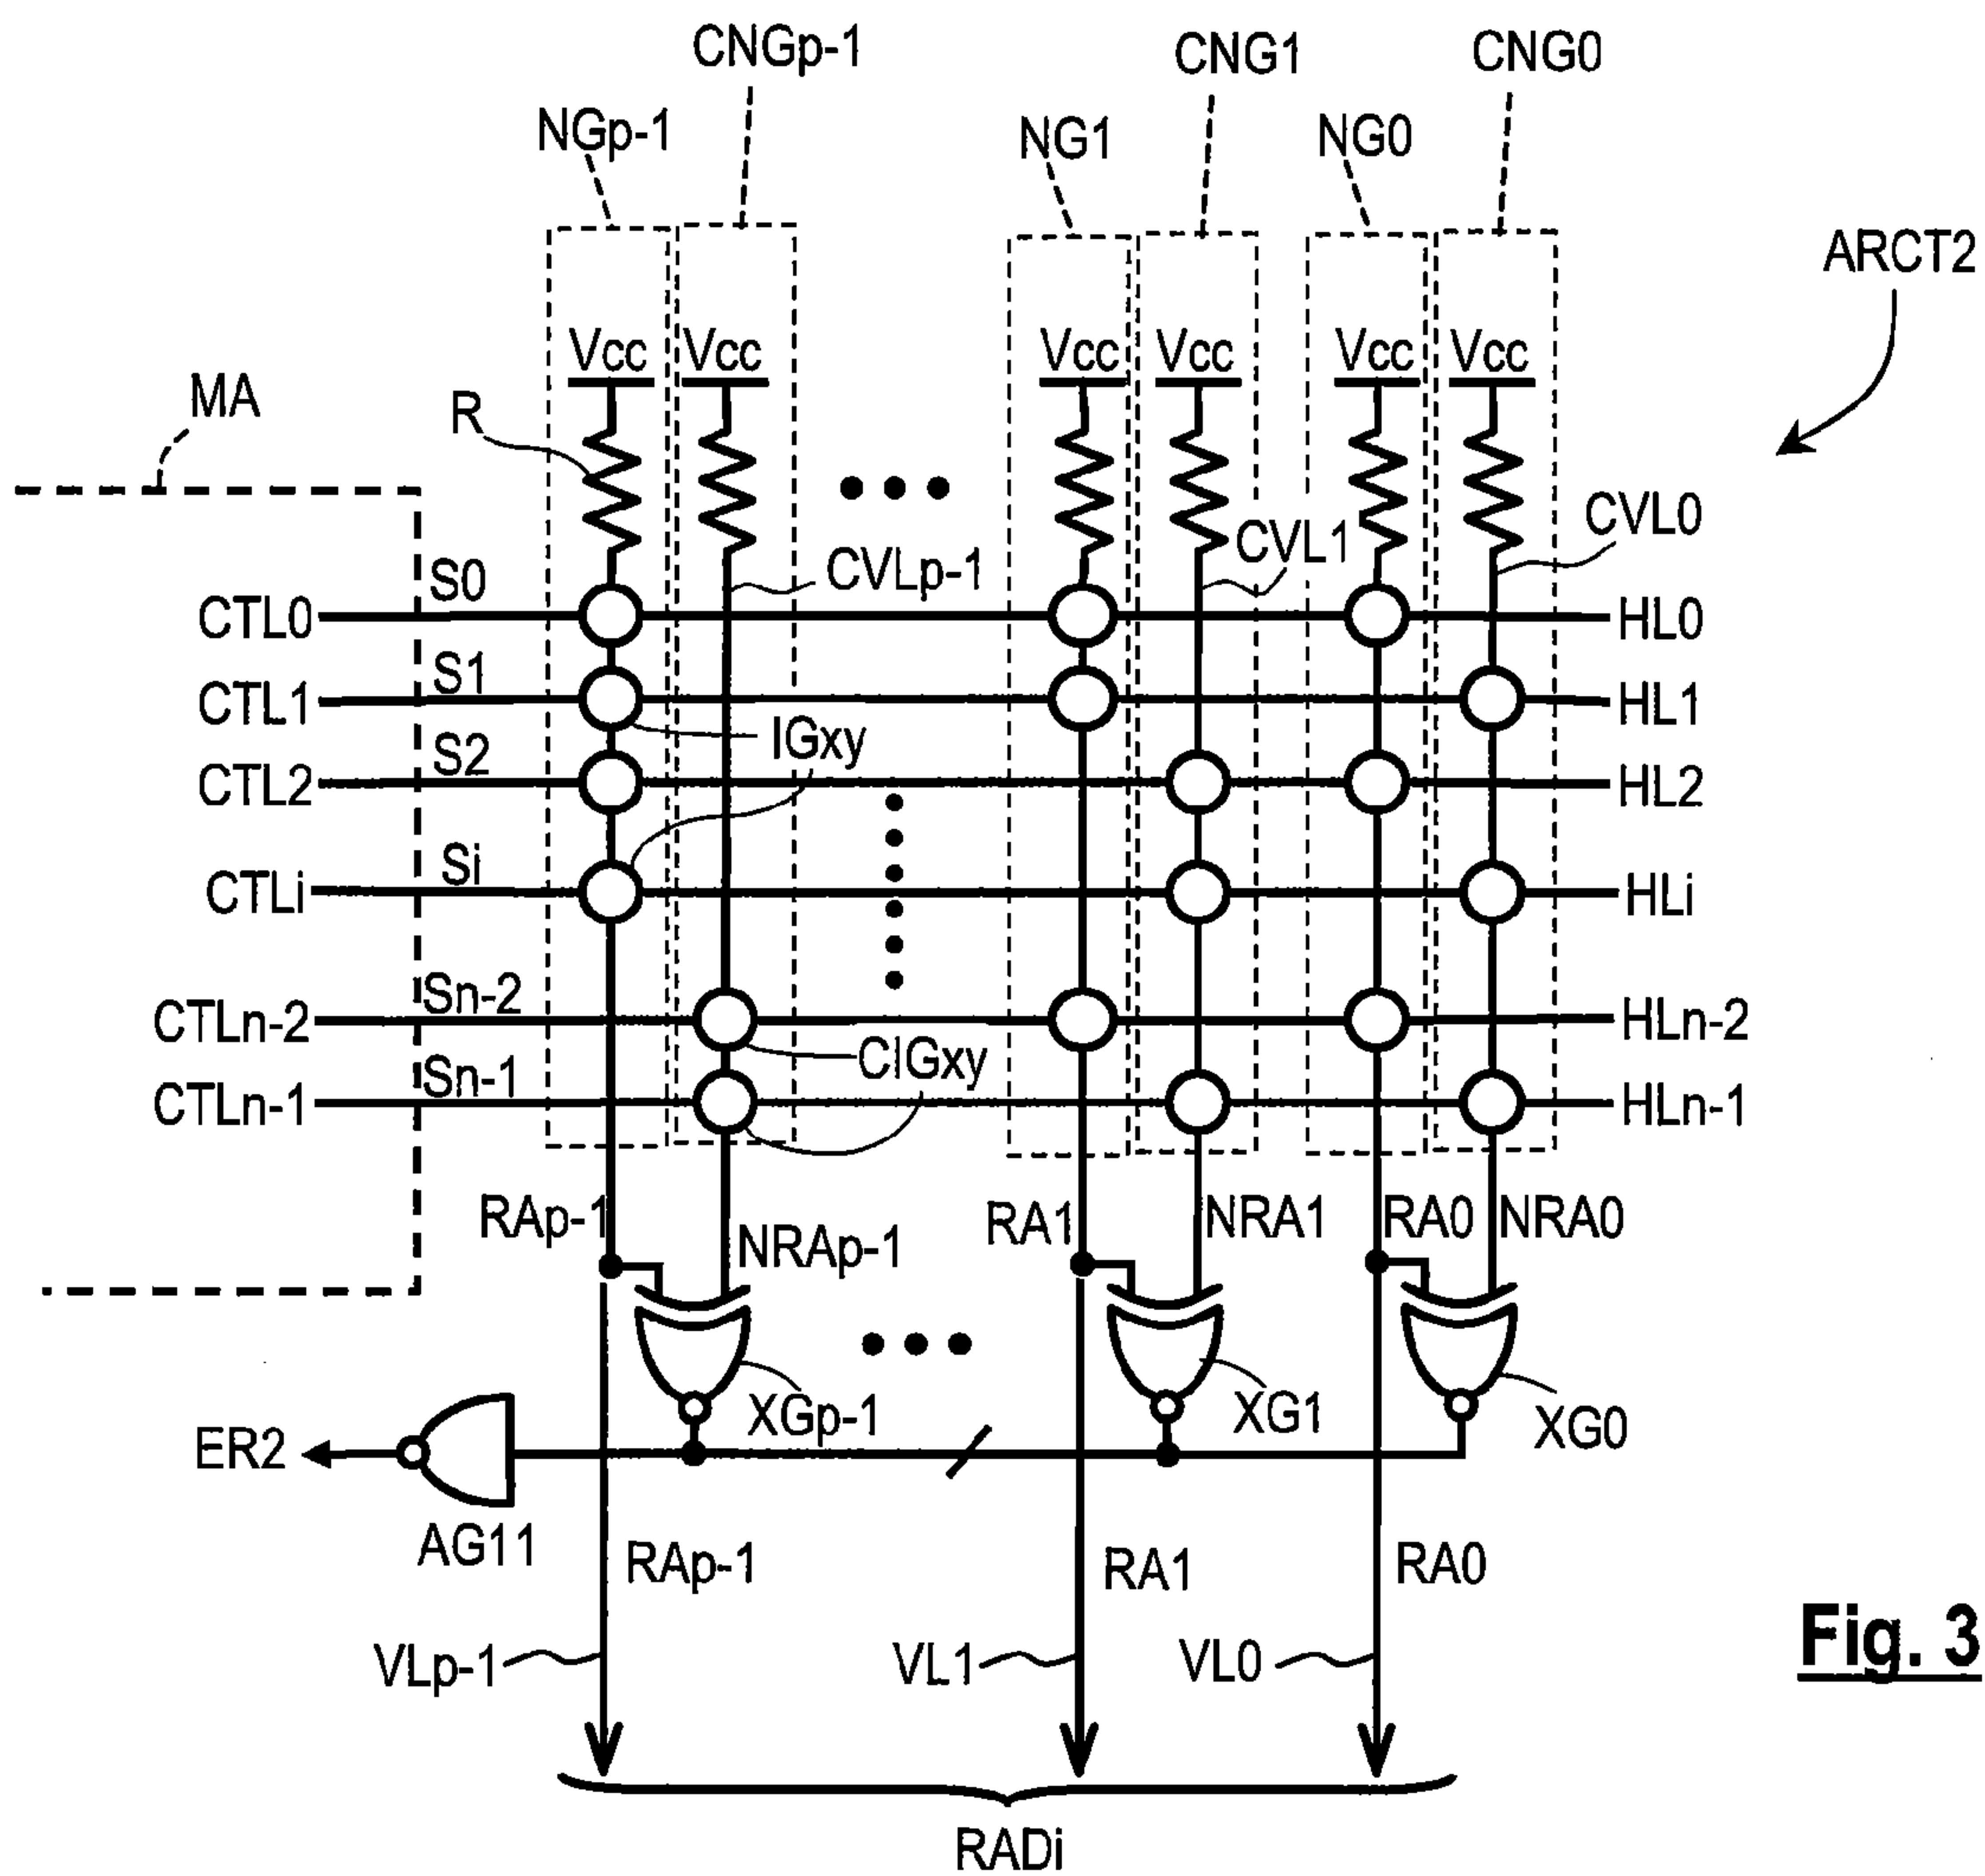 CNGp-1 CNG1 CNG0
NGp-1 NG1 NG0
ARCT2
Vcc Vcc Vcc Vcc Vcc Vcc
MA R
CVL0
CVL1
CVLp-1
CTL0 S0 HL0
CTL1 S1 HL1
IGxy
CTL2 S2 HL2
CTLi Si HLi
CTLn-2 Sn-2 HLn-2
CIGxy
CTLn-1 Sn-1 HLn-1
RAp-1 NRAp-1 RA1 NRA1 RA0 NRA0
XGp-1 XG1 XG0
ER2
AG11
RAp-1 RA1 RA0
VLp-1 VL1 VL0
Fig. 3
RADi